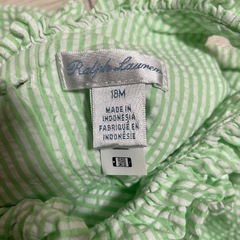 Ralph Lauren
18M
MADE IN
INDONESIA
FABRIQUÉ EN
INDONÉSIE